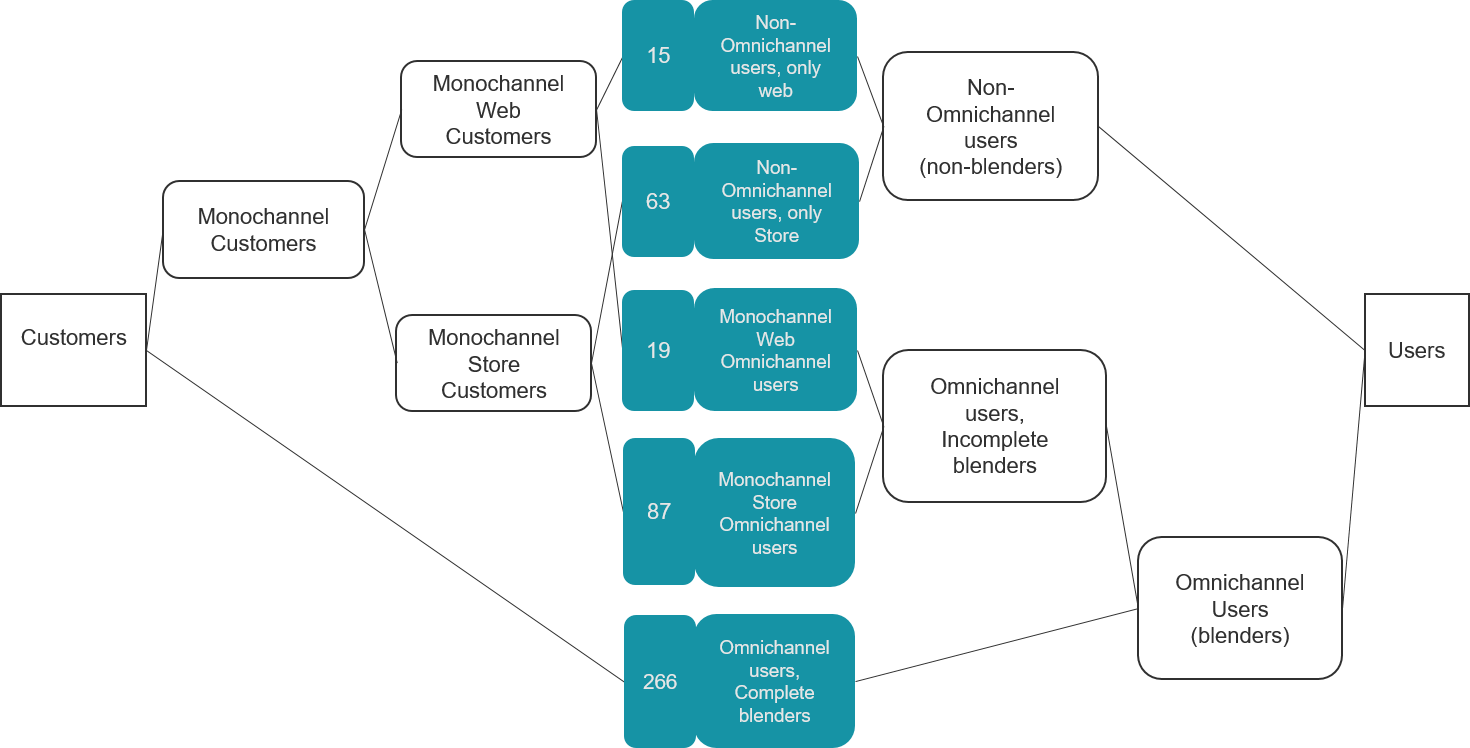 Customers
Monochannel
Customers
Monochannel
Web
Customers
Monochannel
Store
Customers
15
Non-
Omnichannel
users, only
web
63
Non-
Omnichannel
users, only
Store
19
Monochannel
Web
Omnichannel
users
87
Monochannel
Store
Omnichannel
users
266
Omnichannel
users,
Complete
blenders
Non-
Omnichannel
users
(non-blenders)
Omnichannel
users,
Incomplete
blenders
Omnichannel
Users
(blenders)
Users